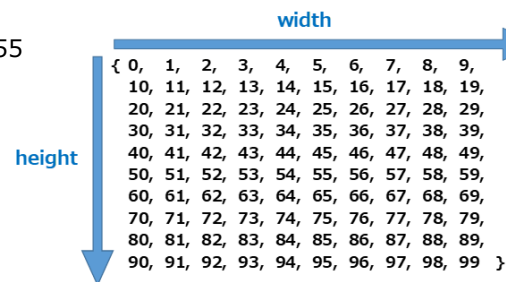 width
55
{ 0, 1, 2, 3, 4, 5, 6, 7, 8, 9,
10, 11, 12, 13, 14, 15, 16, 17, 18, 19,
20, 21, 22, 23, 24, 25, 26, 27, 28, 29,
30, 31, 32, 33, 34, 35, 36, 37, 38, 39,
height
40, 41, 42, 43, 44, 45, 46, 47, 48, 49,
50, 51, 52, 53, 54, 55, 56, 57, 58, 59,
60, 61, 62, 63, 64, 65, 66, 67, 68, 69,
70, 71, 72, 73, 74, 75, 76, 77, 78, 79,
80, 81, 82, 83, 84, 85, 86, 87, 88, 89,
90, 91, 92, 93, 94, 95, 96, 97, 98, 99 }